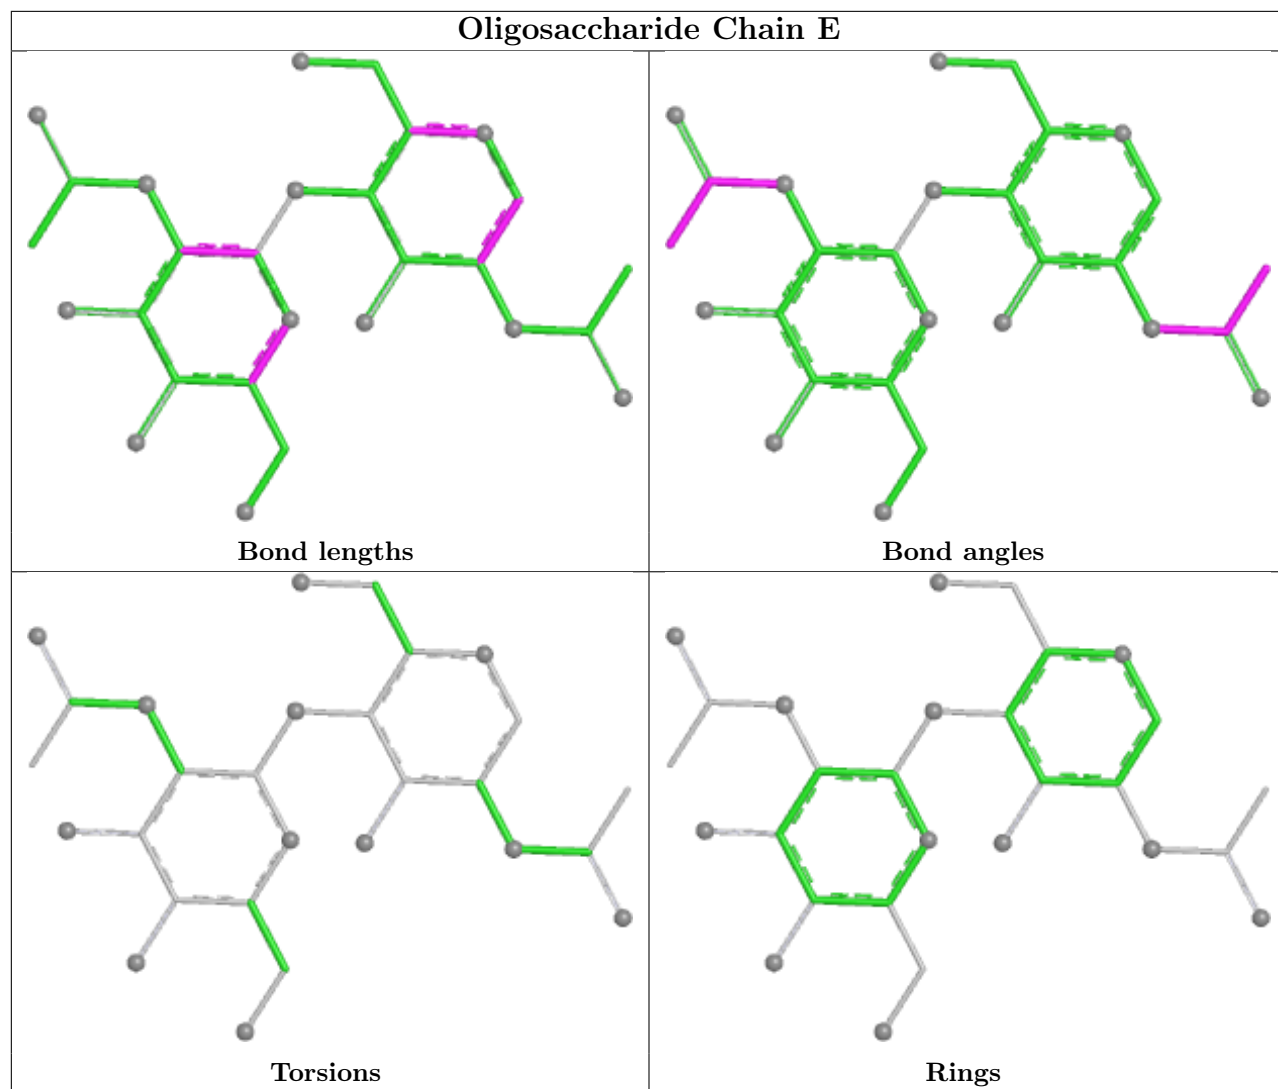 Oligosaccharide Chain E
Bond lengths
Bond angles
Torsions
Rings